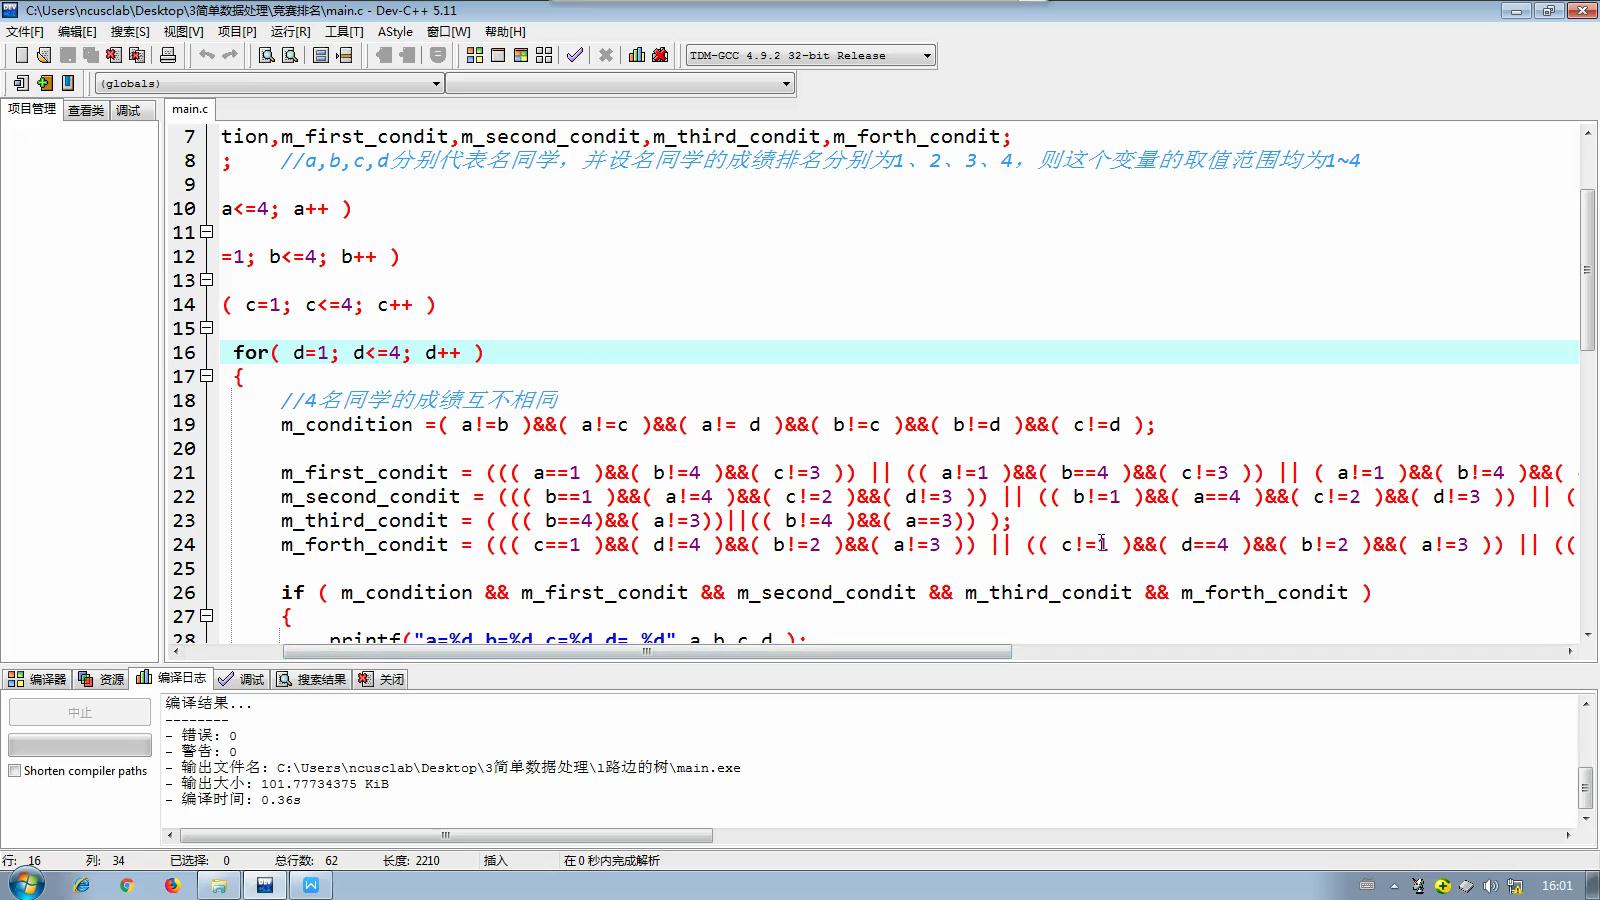 C:\Users\ncusclab\Desktop\3简单数据处理\竞赛排名\main.c - Dev-C++ 5.11
文件[F] 编辑[E] 搜索[S] 视图[V] 项目[P] 运行[R] 工具[T] AStyle 窗口[W] 帮助[H]
TDM-GCC 4.9.2 32-bit Release
(globals)
项目管理 查看类 调试 main.c
7 tion,m_first_condit,m_second_condit,m_third_condit,m_forth_condit;
8 ; //a,b,c,d分别代表名同学，并设名同学的成绩排名分别为1、2、3、4，则这个变量的取值范围均为1~4
9
10 a<=4; a++ )
11
12 =1; b<=4; b++ )
13
14 ( c=1; c<=4; c++ )
15
16 for( d=1; d<=4; d++ )
17 {
18 //4名同学的成绩互不相同
19 m_condition =( a!=b )&&( a!=c )&&( a!= d )&&( b!=c )&&( b!=d )&&( c!=d );
20
21 m_first_condit = ((( a==1 )&&( b!=4 )&&( c!=3 )) || (( a!=1 )&&( b==4 )&&( c!=3 )) || ( a!=1 )&&( b!=4 )&&(
22 m_second_condit = ((( b==1 )&&( a!=4 )&&( c!=2 )&&( d!=3 )) || (( b!=1 )&&( a==4 )&&( c!=2 )&&( d!=3 )) || (
23 m_third_condit = ( (( b==4)&&( a!=3))||(( b!=4 )&&( a==3)) );
24 m_forth_condit = ((( c==1 )&&( d!=4 )&&( b!=2 )&&( a!=3 )) || (( c!=1 )&&( d==4 )&&( b!=2 )&&( a!=3 )) || ((
25
26 if ( m_condition && m_first_condit && m_second_condit && m_third_condit && m_forth_condit )
27 {
28 printf("a=%d b=%d c=%d d= %d" a b c d );
编译器 资源 编译日志 调试 搜索结果 关闭
中止
Shorten compiler paths
编译结果...
--------
- 错误: 0
- 警告: 0
- 输出文件名: C:\Users\ncusclab\Desktop\3简单数据处理\1路边的树\main.exe
- 输出大小: 101.77734375 KiB
- 编译时间: 0.36s
行: 16 列: 34 已选择: 0 总行数: 62 长度: 2210 插入 在 0 秒内完成解析
16:01